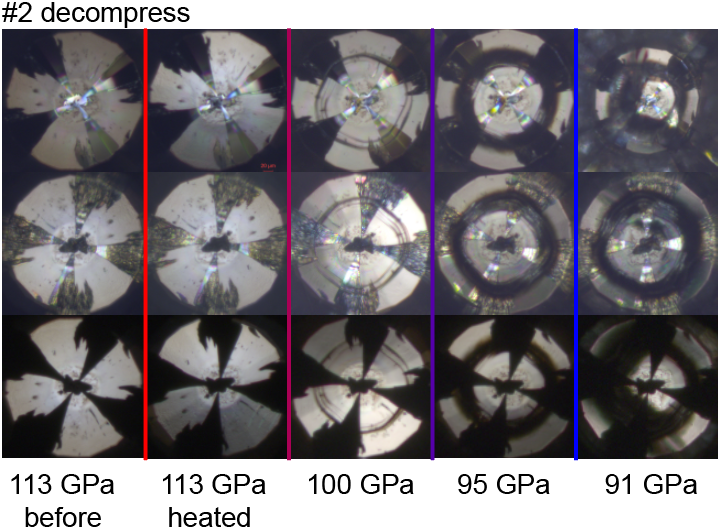 #2 decompress
113 GPa before
113 GPa heated
100 GPa
95 GPa
91 GPa